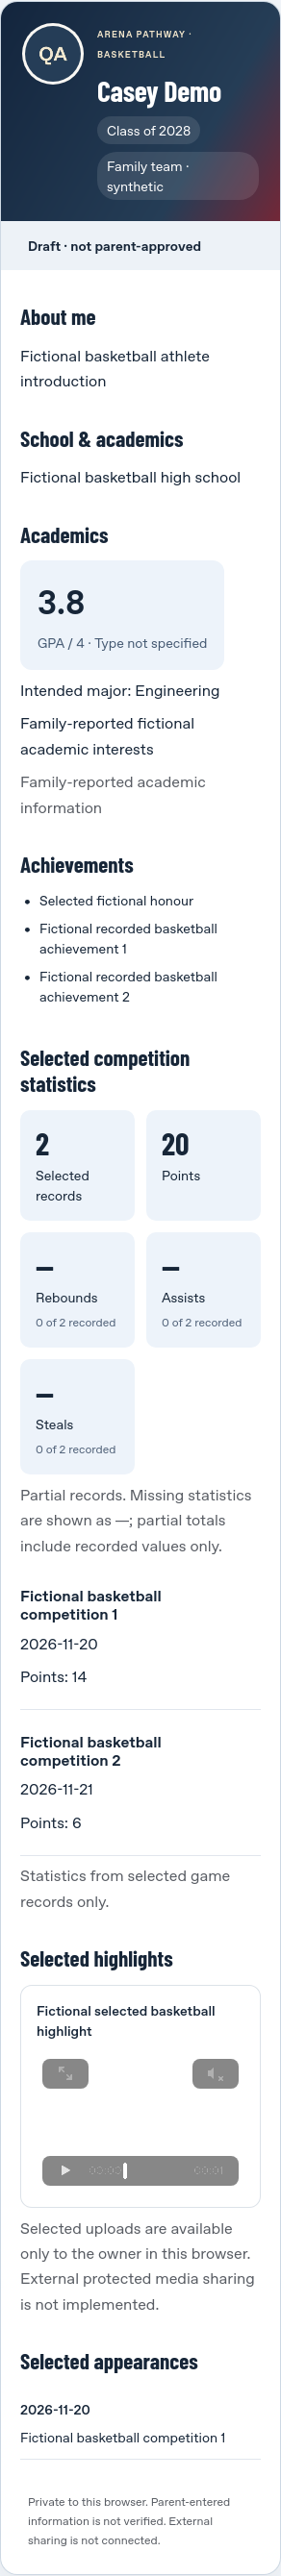 QA
ARENA PATHWAY ·
BASKETBALL
Casey Demo
Class of 2028
Family team ·
synthetic
Draft · not parent-approved
About me
Fictional basketball athlete
introduction
School & academics
Fictional basketball high school
Academics
3.8
GPA / 4 · Type not specified
Intended major: Engineering
Family-reported fictional
academic interests
Family-reported academic
information
Achievements
• Selected fictional honour
• Fictional recorded basketball
achievement 1
• Fictional recorded basketball
achievement 2
Selected competition
statistics
2
Selected
records
20
Points
—
Rebounds
0 of 2 recorded
—
Assists
0 of 2 recorded
—
Steals
0 of 2 recorded
Partial records. Missing statistics
are shown as —; partial totals
include recorded values only.
Fictional basketball
competition 1
2026-11-20
Points: 14
Fictional basketball
competition 2
2026-11-21
Points: 6
Statistics from selected game
records only.
Selected highlights
Fictional selected basketball
highlight
00:00 00:01
Selected uploads are available
only to the owner in this browser.
External protected media sharing
is not implemented.
Selected appearances
2026-11-20
Fictional basketball competition 1
Private to this browser. Parent-entered
information is not verified. External
sharing is not connected.